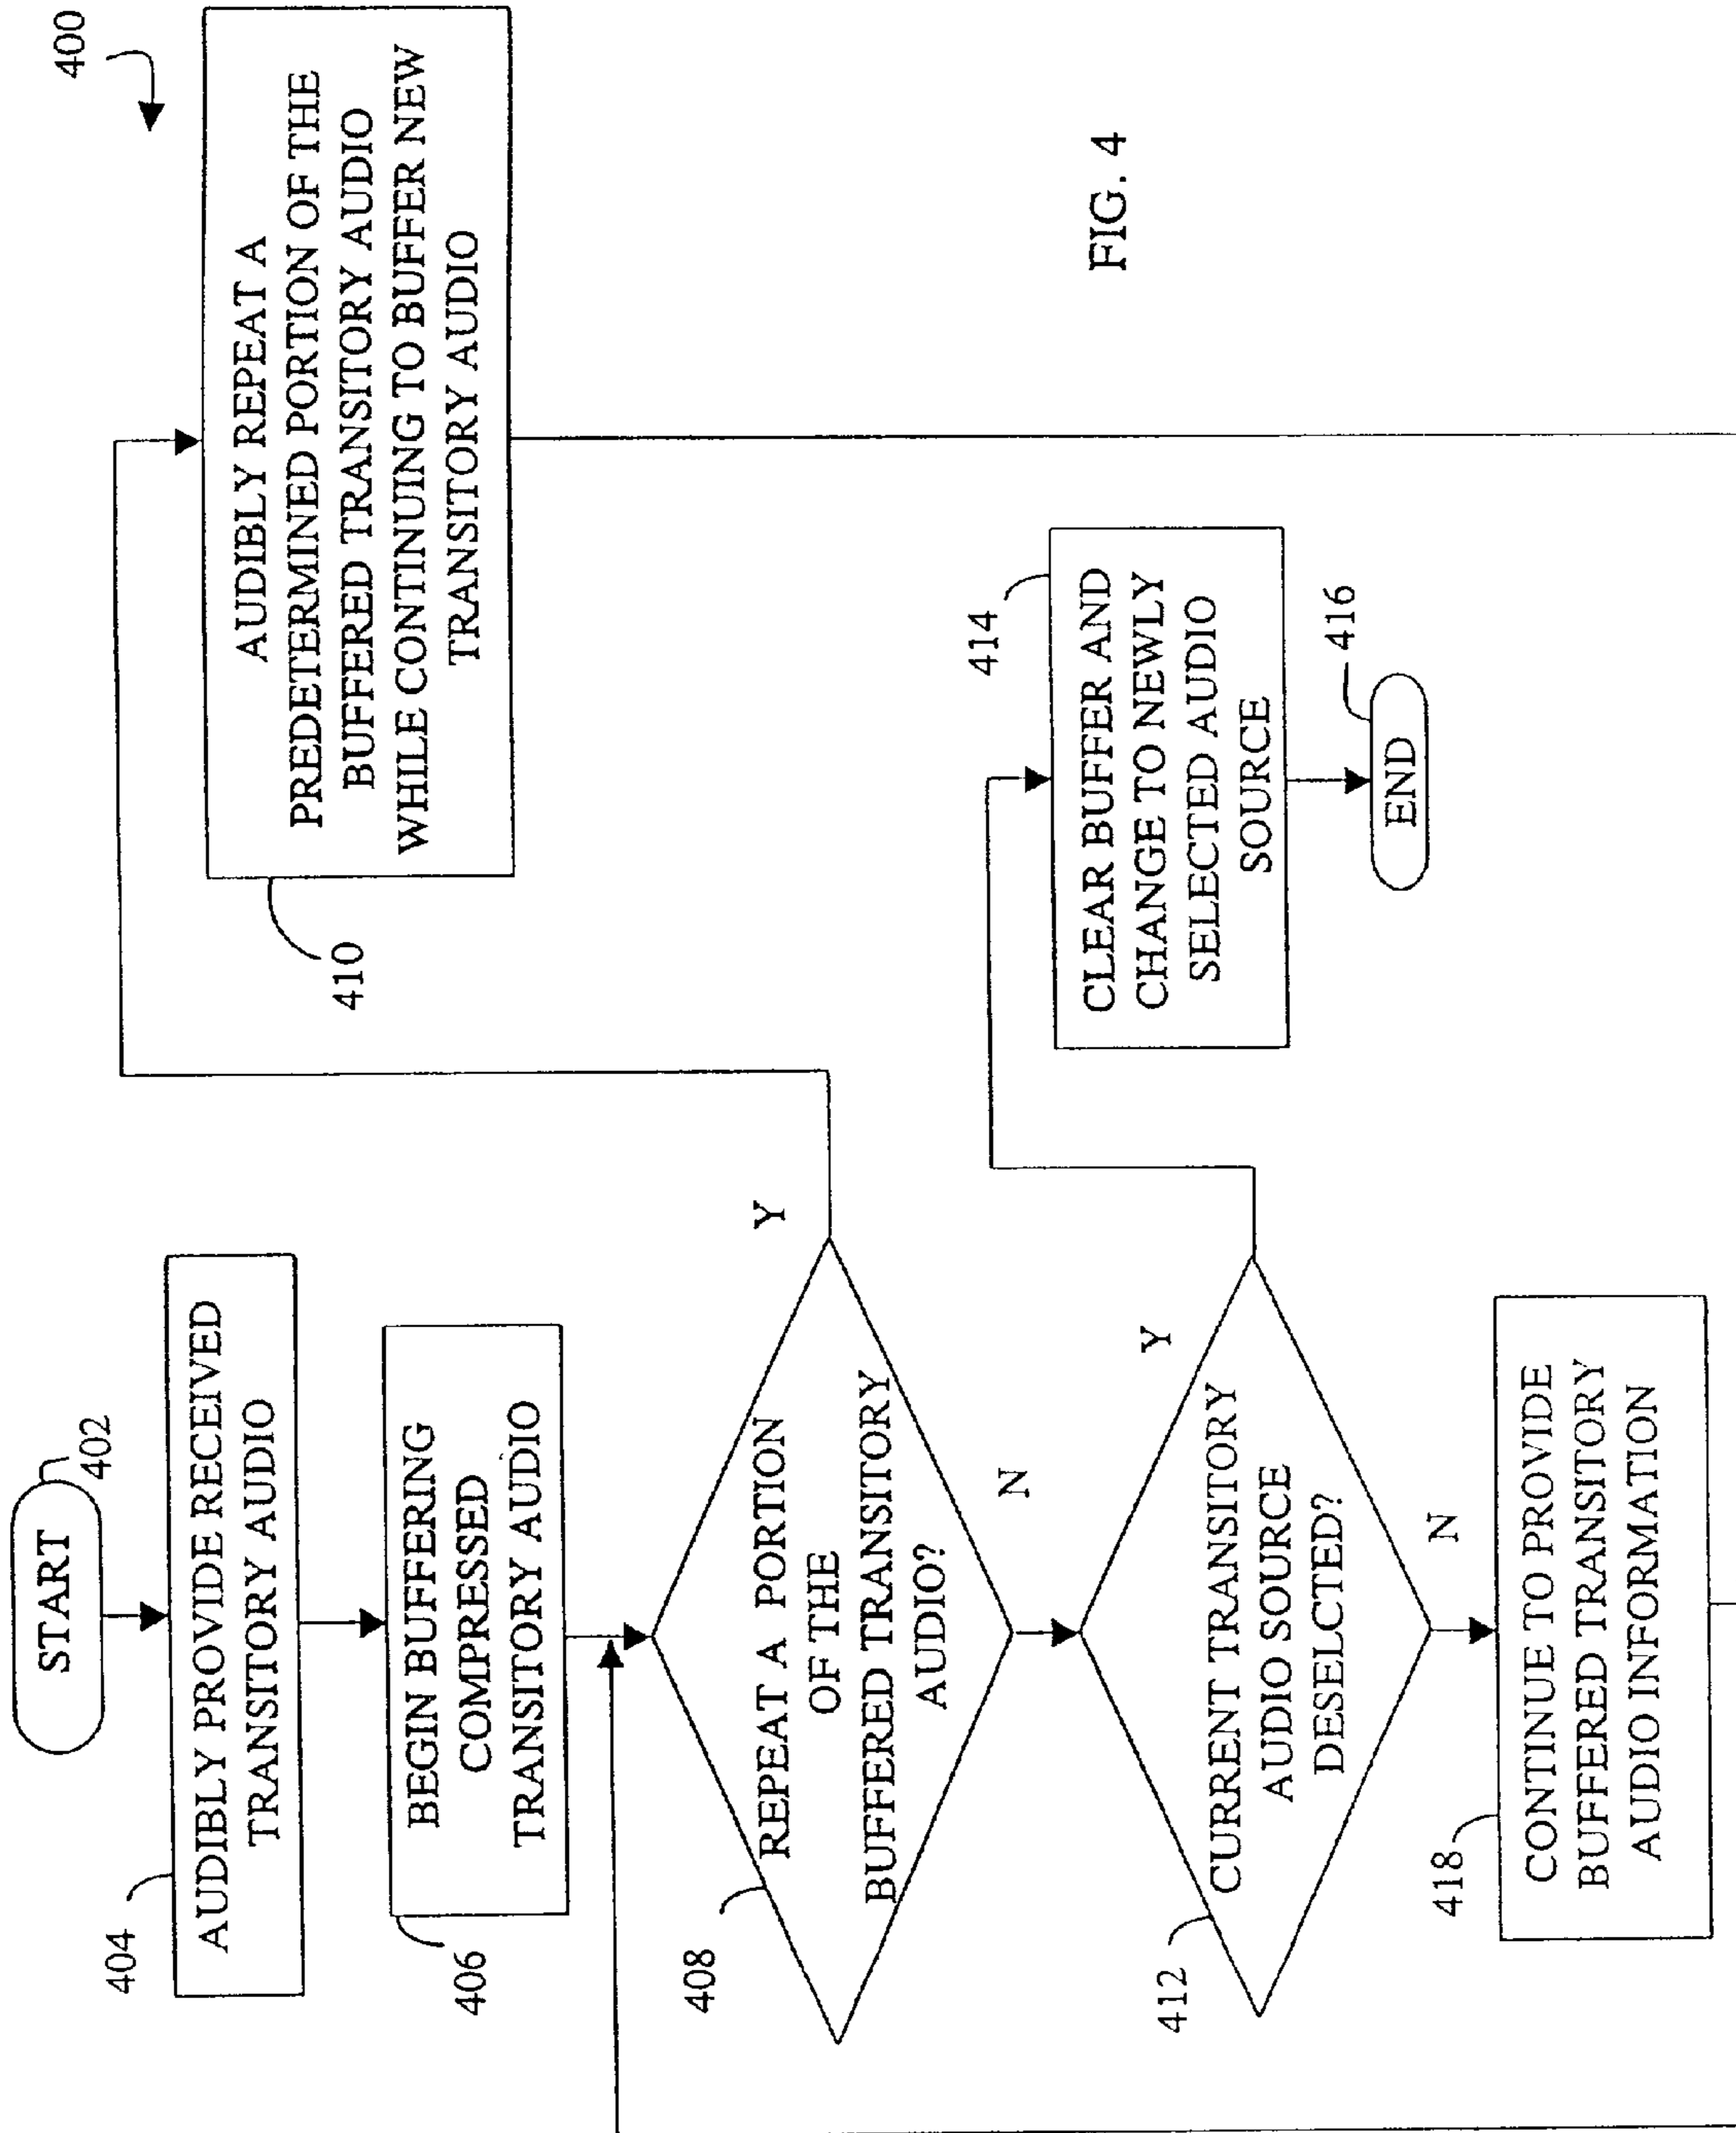 400
START
402
404
AUDIBLY PROVIDE RECEIVED
TRANSITORY AUDIO
406
BEGIN BUFFERING
COMPRESSED
TRANSITORY AUDIO
408
REPEAT A PORTION
OF THE
BUFFERED TRANSITORY
AUDIO?
Y
N
410
AUDIBLY REPEAT A
PREDETERMINED PORTION OF THE
BUFFERED TRANSITORY AUDIO
WHILE CONTINUING TO BUFFER NEW
TRANSITORY AUDIO
412
CURRENT TRANSITORY
AUDIO SOURCE
DESELCTED?
Y
N
414
CLEAR BUFFER AND
CHANGE TO NEWLY
SELECTED AUDIO
SOURCE
416
END
418
CONTINUE TO PROVIDE
BUFFERED TRANSITORY
AUDIO INFORMATION
FIG. 4